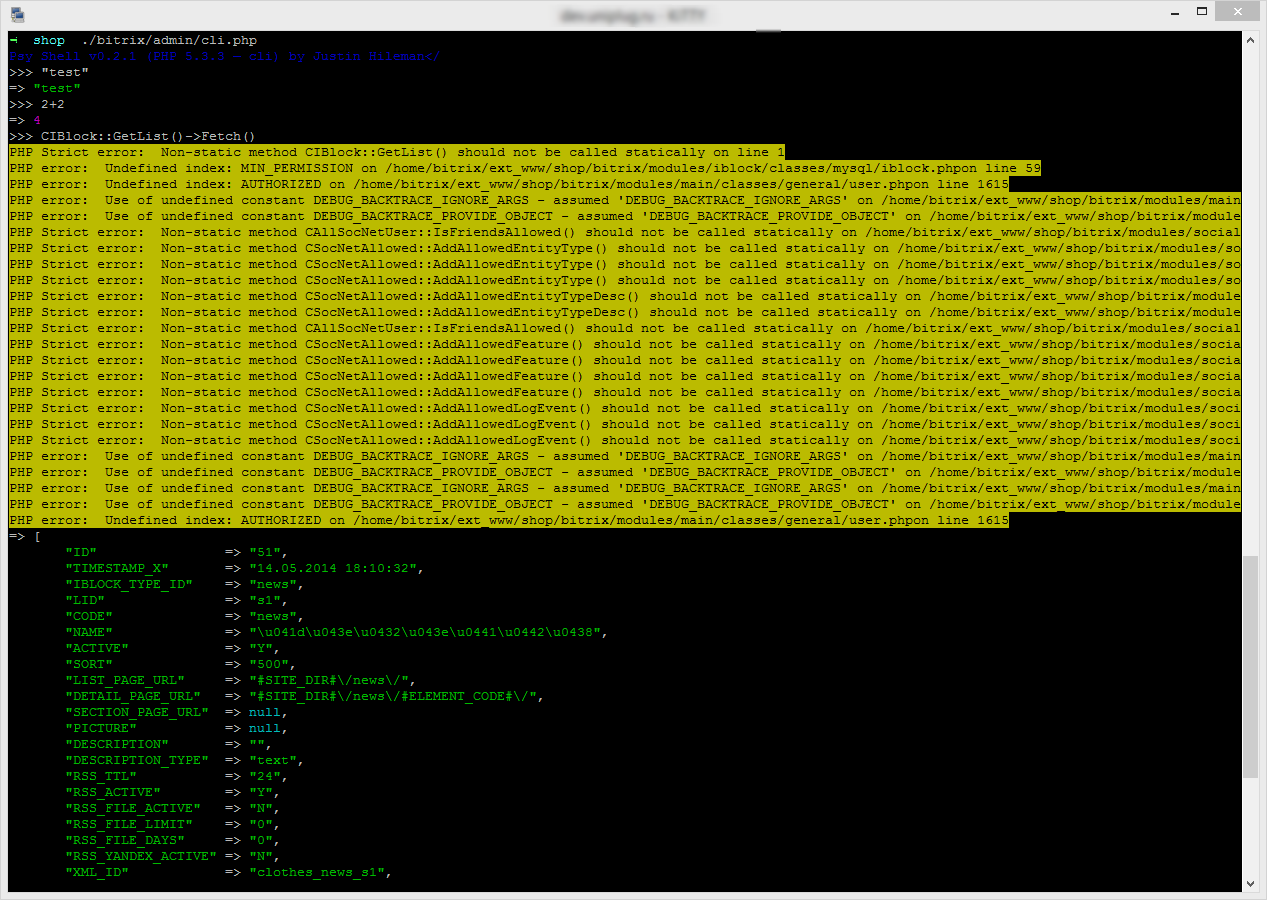 shop ./bitrix/admin/cli.php
Psy Shell v0.2.1 (PHP 5.3.3 — cli) by Justin Hileman</
>>> "test"
=> "test"
>>> 2+2
=> 4
>>> CIBlock::GetList()->Fetch()
PHP Strict error:  Non-static method CIBlock::GetList() should not be called statically on line 1
PHP error:  Undefined index: MIN_PERMISSION on /home/bitrix/ext_www/shop/bitrix/modules/iblock/classes/mysql/iblock.phpon line 59
PHP error:  Undefined index: AUTHORIZED on /home/bitrix/ext_www/shop/bitrix/modules/main/classes/general/user.phpon line 1615
PHP error:  Use of undefined constant DEBUG_BACKTRACE_IGNORE_ARGS - assumed 'DEBUG_BACKTRACE_IGNORE_ARGS' on /home/bitrix/ext_www/shop/bitrix/modules/main
PHP error:  Use of undefined constant DEBUG_BACKTRACE_PROVIDE_OBJECT - assumed 'DEBUG_BACKTRACE_PROVIDE_OBJECT' on /home/bitrix/ext_www/shop/bitrix/module
PHP Strict error:  Non-static method CAllSocNetUser::IsFriendsAllowed() should not be called statically on /home/bitrix/ext_www/shop/bitrix/modules/social
PHP Strict error:  Non-static method CSocNetAllowed::AddAllowedEntityType() should not be called statically on /home/bitrix/ext_www/shop/bitrix/modules/so
PHP Strict error:  Non-static method CSocNetAllowed::AddAllowedEntityType() should not be called statically on /home/bitrix/ext_www/shop/bitrix/modules/so
PHP Strict error:  Non-static method CSocNetAllowed::AddAllowedEntityType() should not be called statically on /home/bitrix/ext_www/shop/bitrix/modules/so
PHP Strict error:  Non-static method CSocNetAllowed::AddAllowedEntityTypeDesc() should not be called statically on /home/bitrix/ext_www/shop/bitrix/module
PHP Strict error:  Non-static method CSocNetAllowed::AddAllowedEntityTypeDesc() should not be called statically on /home/bitrix/ext_www/shop/bitrix/module
PHP Strict error:  Non-static method CAllSocNetUser::IsFriendsAllowed() should not be called statically on /home/bitrix/ext_www/shop/bitrix/modules/social
PHP Strict error:  Non-static method CSocNetAllowed::AddAllowedFeature() should not be called statically on /home/bitrix/ext_www/shop/bitrix/modules/socia
PHP Strict error:  Non-static method CSocNetAllowed::AddAllowedFeature() should not be called statically on /home/bitrix/ext_www/shop/bitrix/modules/socia
PHP Strict error:  Non-static method CSocNetAllowed::AddAllowedFeature() should not be called statically on /home/bitrix/ext_www/shop/bitrix/modules/socia
PHP Strict error:  Non-static method CSocNetAllowed::AddAllowedFeature() should not be called statically on /home/bitrix/ext_www/shop/bitrix/modules/socia
PHP Strict error:  Non-static method CSocNetAllowed::AddAllowedLogEvent() should not be called statically on /home/bitrix/ext_www/shop/bitrix/modules/soci
PHP Strict error:  Non-static method CSocNetAllowed::AddAllowedLogEvent() should not be called statically on /home/bitrix/ext_www/shop/bitrix/modules/soci
PHP Strict error:  Non-static method CSocNetAllowed::AddAllowedLogEvent() should not be called statically on /home/bitrix/ext_www/shop/bitrix/modules/soci
PHP error:  Use of undefined constant DEBUG_BACKTRACE_IGNORE_ARGS - assumed 'DEBUG_BACKTRACE_IGNORE_ARGS' on /home/bitrix/ext_www/shop/bitrix/modules/main
PHP error:  Use of undefined constant DEBUG_BACKTRACE_PROVIDE_OBJECT - assumed 'DEBUG_BACKTRACE_PROVIDE_OBJECT' on /home/bitrix/ext_www/shop/bitrix/module
PHP error:  Use of undefined constant DEBUG_BACKTRACE_IGNORE_ARGS - assumed 'DEBUG_BACKTRACE_IGNORE_ARGS' on /home/bitrix/ext_www/shop/bitrix/modules/main
PHP error:  Use of undefined constant DEBUG_BACKTRACE_PROVIDE_OBJECT - assumed 'DEBUG_BACKTRACE_PROVIDE_OBJECT' on /home/bitrix/ext_www/shop/bitrix/module
PHP error:  Undefined index: AUTHORIZED on /home/bitrix/ext_www/shop/bitrix/modules/main/classes/general/user.phpon line 1615
=> [
"ID" => "51",
"TIMESTAMP_X" => "14.05.2014 18:10:32",
"IBLOCK_TYPE_ID" => "news",
"LID" => "s1",
"CODE" => "news",
"NAME" => "\u041d\u043e\u0432\u043e\u0441\u0442\u0438",
"ACTIVE" => "Y",
"SORT" => "500",
"LIST_PAGE_URL" => "#SITE_DIR#\/news\/",
"DETAIL_PAGE_URL" => "#SITE_DIR#\/news\/#ELEMENT_CODE#\/",
"SECTION_PAGE_URL" => null,
"PICTURE" => null,
"DESCRIPTION" => "",
"DESCRIPTION_TYPE" => "text",
"RSS_TTL" => "24",
"RSS_ACTIVE" => "Y",
"RSS_FILE_ACTIVE" => "N",
"RSS_FILE_LIMIT" => "0",
"RSS_FILE_DAYS" => "0",
"RSS_YANDEX_ACTIVE" => "N",
"XML_ID" => "clothes_news_s1",